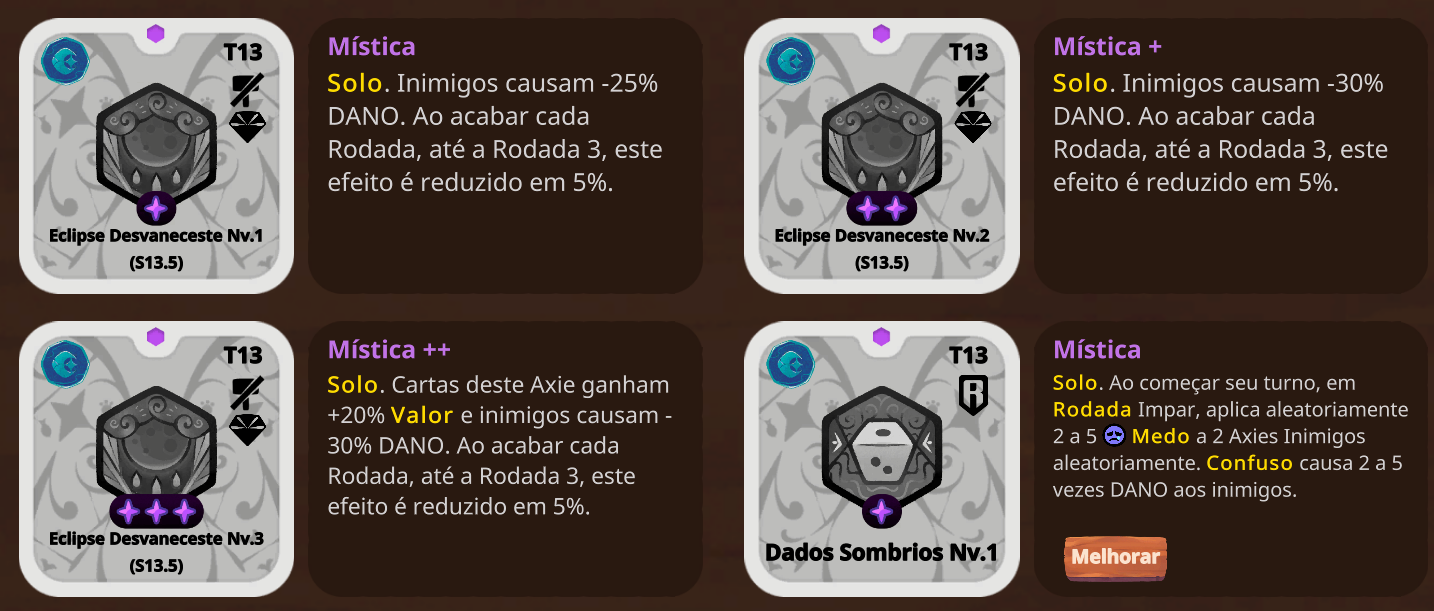 T13
Eclipse Desvaneceste Nv.1
(S13.5)
Mística
Solo. Inimigos causam -25%
DANO. Ao acabar cada
Rodada, até a Rodada 3, este
efeito é reduzido em 5%.
T13
Eclipse Desvaneceste Nv.2
(S13.5)
Mística +
Solo. Inimigos causam -30%
DANO. Ao acabar cada
Rodada, até a Rodada 3, este
efeito é reduzido em 5%.
T13
Eclipse Desvaneceste Nv.3
(S13.5)
Mística ++
Solo. Cartas deste Axie ganham
+20% Valor e inimigos causam -
30% DANO. Ao acabar cada
Rodada, até a Rodada 3, este
efeito é reduzido em 5%.
T13
R
Dados Sombrios Nv.1
Mística
Solo. Ao começar seu turno, em
Rodada Impar, aplica aleatoriamente
2 a 5 Medo a 2 Axies Inimigos
aleatoriamente. Confuso causa 2 a 5
vezes DANO aos inimigos.
Melhorar